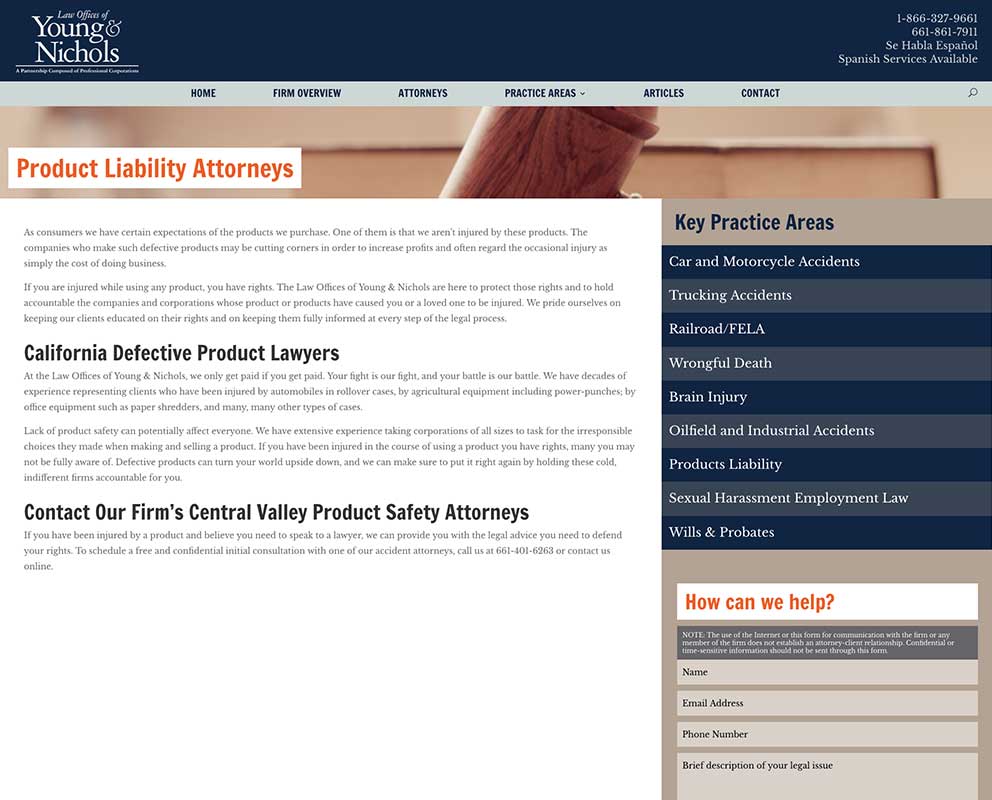 Law Offices of
Young &
Nichols
A Partnership Composed of Professional Corporations
1-866-327-9661
661-861-7911
Se Habla Español
Spanish Services Available
HOME FIRM OVERVIEW ATTORNEYS PRACTICE AREAS ARTICLES CONTACT
Product Liability Attorneys
As consumers we have certain expectations of the products we purchase. One of them is that we aren't injured by these products. The
companies who make such defective products may be cutting corners in order to increase profits and often regard the occasional injury as
simply the cost of doing business.
If you are injured while using any product, you have rights. The Law Offices of Young & Nichols are here to protect those rights and to hold
accountable the companies and corporations whose product or products have caused you or a loved one to be injured. We pride ourselves on
keeping our clients educated on their rights and on keeping them fully informed at every step of the legal process.
California Defective Product Lawyers
At the Law Offices of Young & Nichols, we only get paid if you get paid. Your fight is our fight, and your battle is our battle. We have decades of
experience representing clients who have been injured by automobiles in rollover cases, by agricultural equipment including power-punches; by
office equipment such as paper shredders, and many, many other types of cases.
Lack of product safety can potentially affect everyone. We have extensive experience taking corporations of all sizes to task for the irresponsible
choices they made when making and selling a product. If you have been injured in the course of using a product you have rights, many you may
not be fully aware of. Defective products can turn your world upside down, and we can make sure to put it right again by holding these cold,
indifferent firms accountable for you.
Contact Our Firm's Central Valley Product Safety Attorneys
If you have been injured by a product and believe you need to speak to a lawyer, we can provide you with the legal advice you need to defend
your rights. To schedule a free and confidential initial consultation with one of our accident attorneys, call us at 661-401-6263 or contact us
online.
Key Practice Areas
Car and Motorcycle Accidents
Trucking Accidents
Railroad/FELA
Wrongful Death
Brain Injury
Oilfield and Industrial Accidents
Products Liability
Sexual Harassment Employment Law
Wills & Probates
How can we help?
NOTE: The use of the Internet or this form for communication with the firm or any
member of the firm does not establish an attorney-client relationship. Confidential or
time-sensitive information should not be sent through this form.
Name
Email Address
Phone Number
Brief description of your legal issue